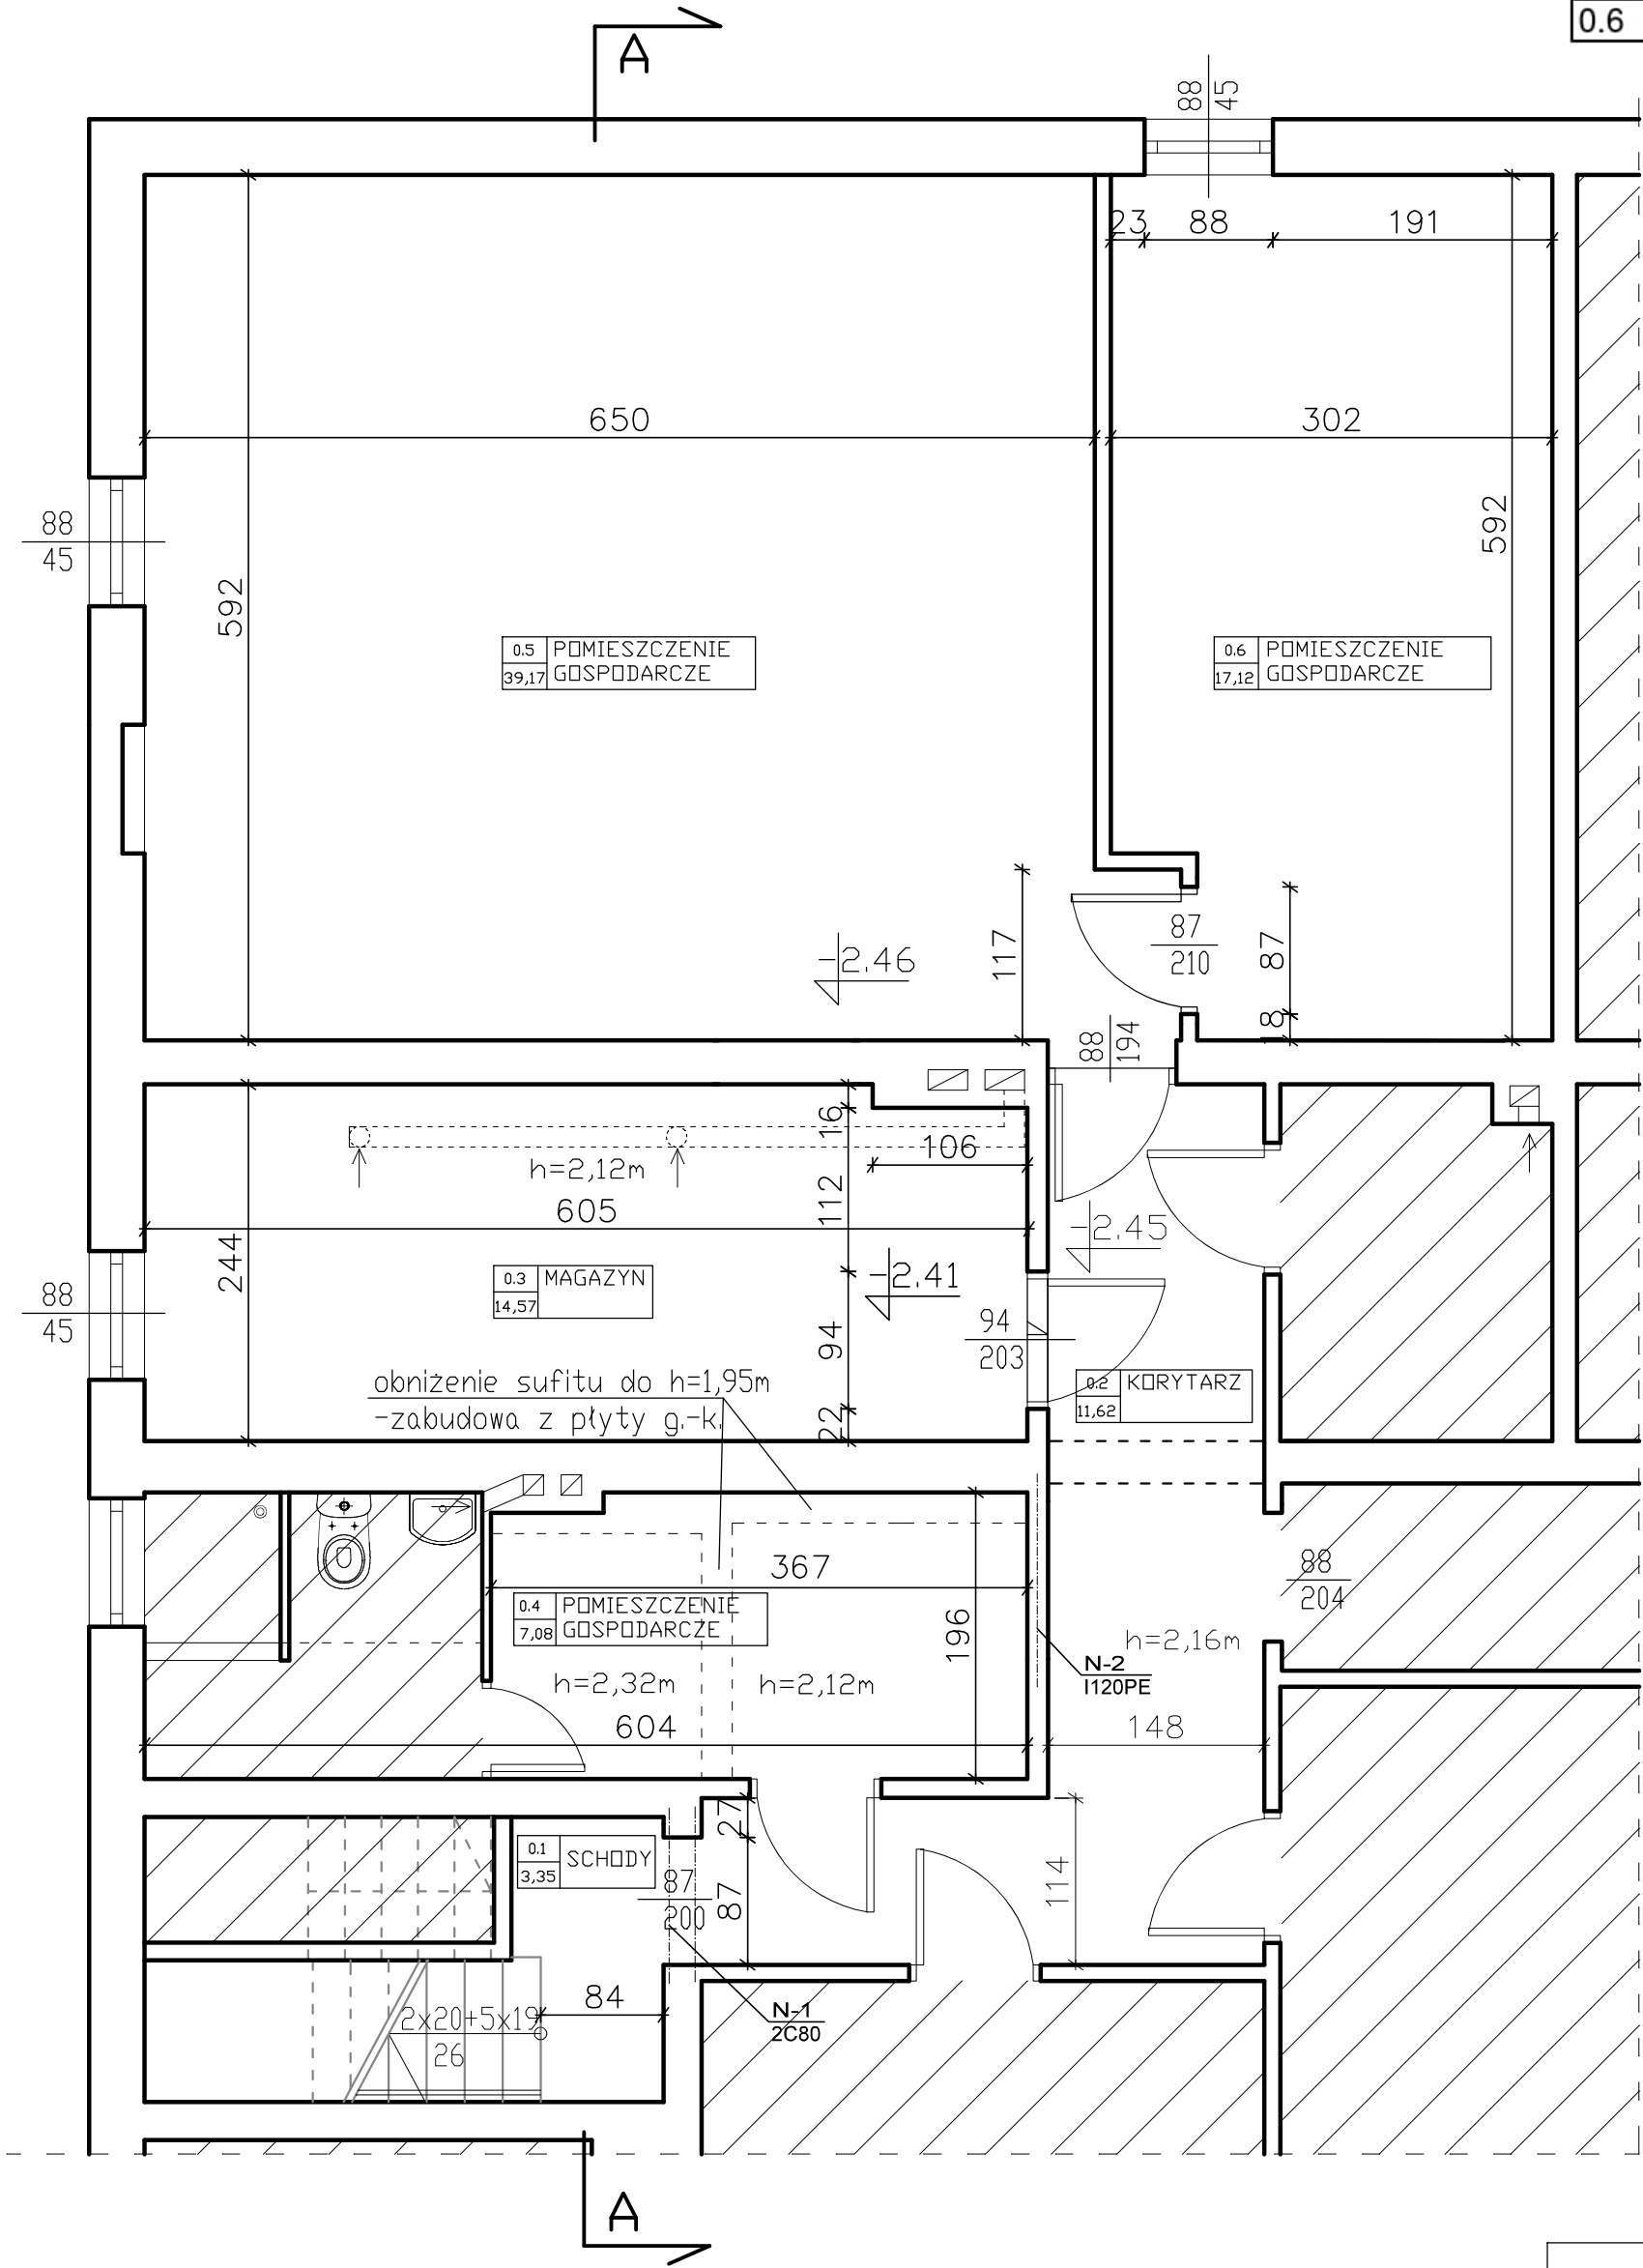 0.6
A
88
45
23 88 191
650
302
592
592
88
45
0.5 POMIESZCZENIE
39,17 GOSPODARCZE
0.6 POMIESZCZENIE
17,12 GOSPODARCZE
117
87
210
87
18
-2.46
88
194
16
106
h=2,12m
112
605
-2.45
244
-2.41
0.3 MAGAZYN
14,57
88
45
94
94
203
obniżenie sufitu do h=1,95m
-zabudowa z płyty g.-k.
22
0.2 KORYTARZ
11,62
367
88
204
0.4 POMIESZCZENIE
7,08 GOSPODARCZE
196
h=2,16m
h=2,32m
h=2,12m
N-2
I120PE
604
148
27
0.1 SCHODY
3,35
87
200
87
114
84
2x20+5x19
26
N-1
2C80
A